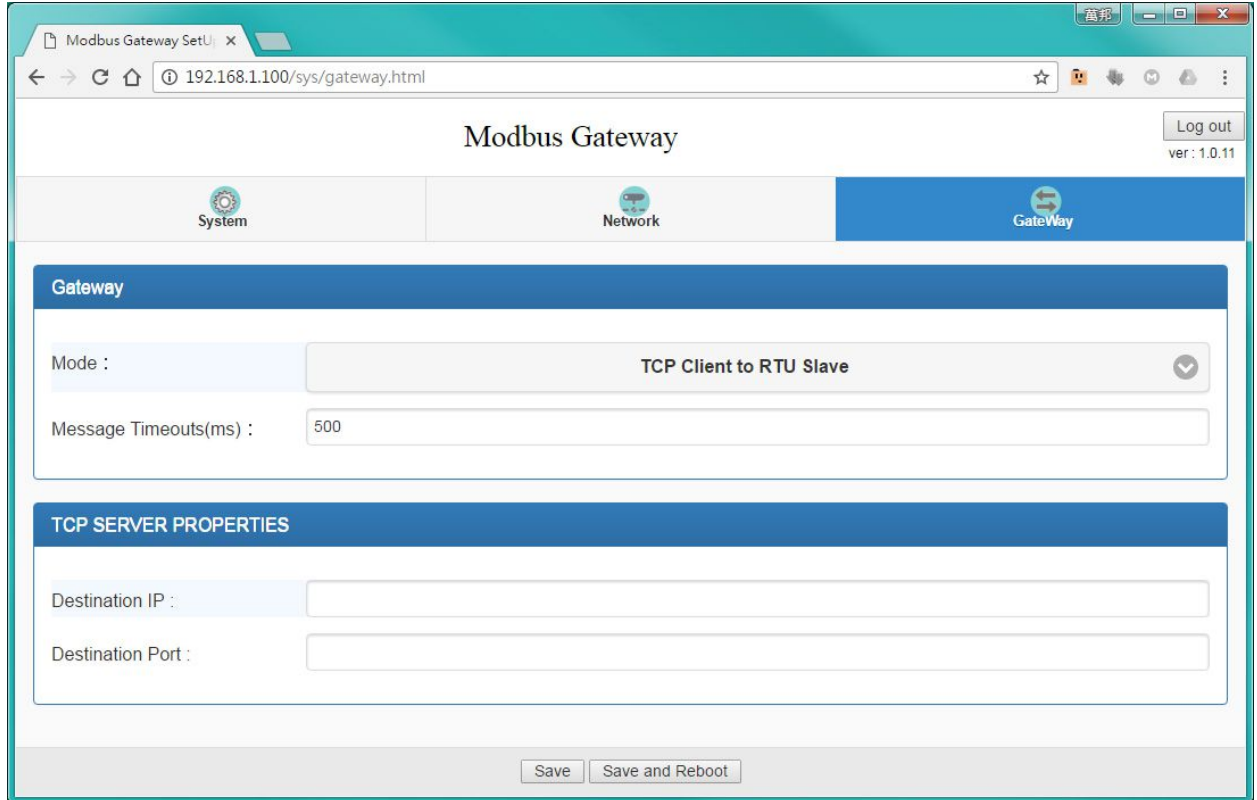 萬邦
Modbus Gateway SetU
192.168.1.100/sys/gateway.html
Modbus Gateway
Log out
ver : 1.0.11
System
Network
GateWay
Gateway
Mode：
TCP Client to RTU Slave
Message Timeouts(ms)：
500
TCP SERVER PROPERTIES
Destination IP :
Destination Port :
Save
Save and Reboot